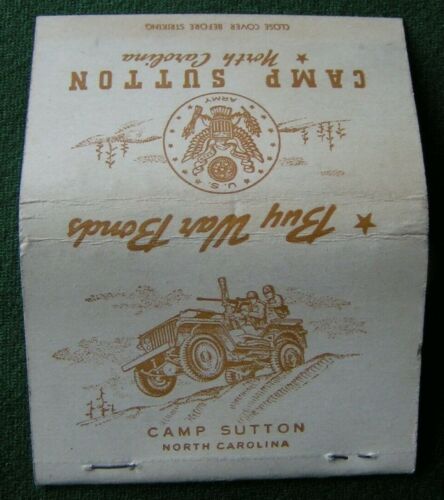 Buy War Bonds
U.S. ARMY
CAMP SUTTON
North Carolina
CLOSE COVER BEFORE STRIKING
CAMP SUTTON
NORTH CAROLINA